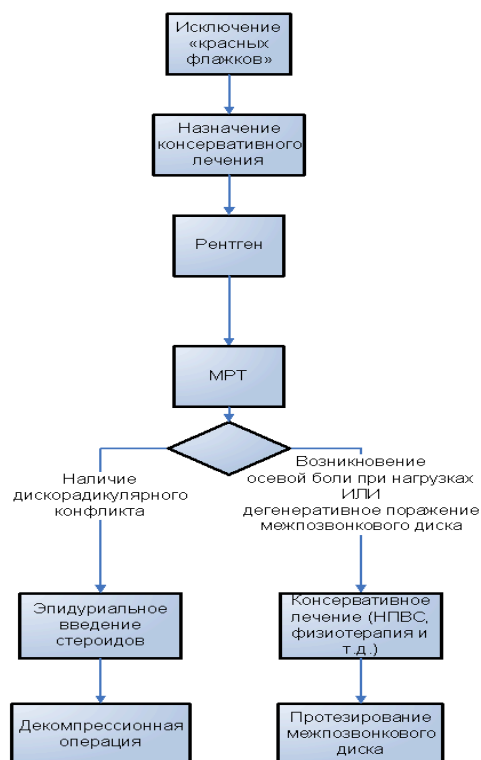 Исключение
«красных
флажков»
Назначение
консервативного
лечения
Рентген
МРТ
Наличие
дискорадикулярного
конфликта
Возникновение
осевой боли при нагрузках
ИЛИ
дегенеративное поражение
межпозвонкового диска
Эпидуриальное
введение
стероидов
Консервативное
лечение (НПВС,
физиотерапия и
т.д.)
Декомпрессионная
операция
Протезирование
межпозвонкового
диска